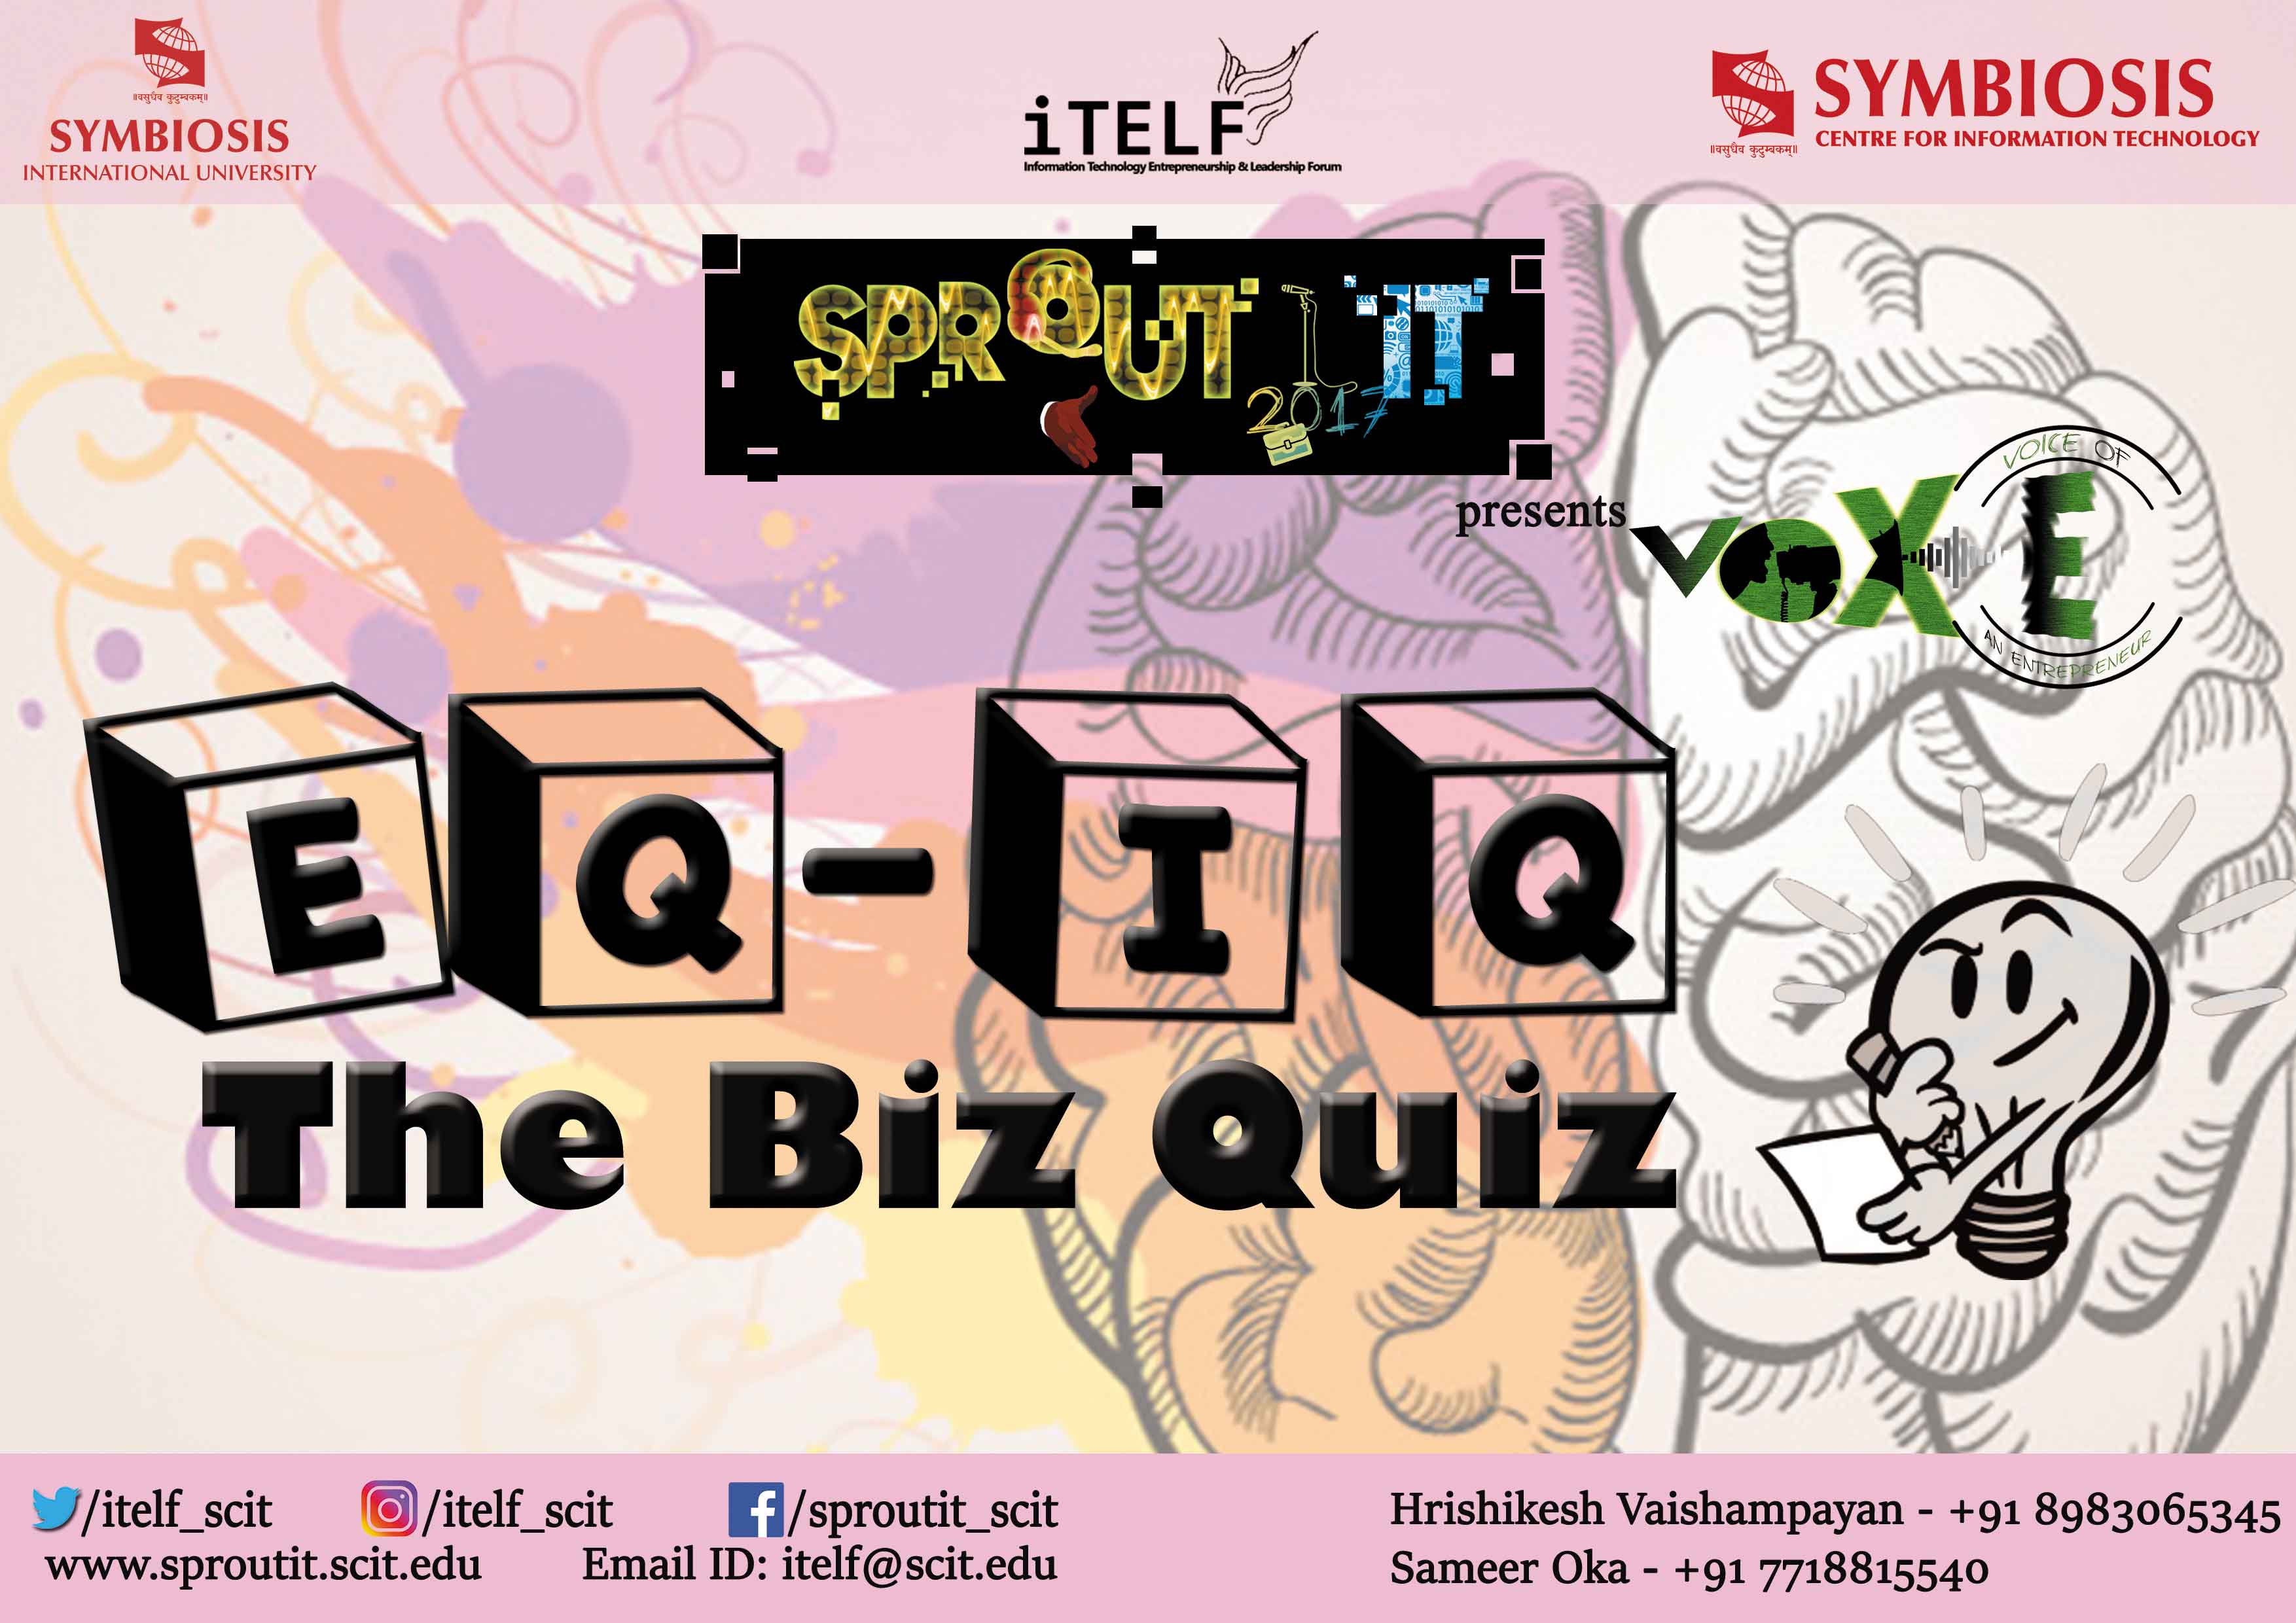 ॥वसुधैव कुटुम्बकम्॥
SYMBIOSIS
INTERNATIONAL UNIVERSITY
iTELF
Information Technology Entrepreneurship & Leadership Forum
॥वसुधैव कुटुम्बकम्॥
SYMBIOSIS
CENTRE FOR INFORMATION TECHNOLOGY
SPROUT IT
2017
presents
VOX E
VOICE OF
AN ENTREPRENEUR
EQ-IQ
The Biz Quiz
/itelf_scit
/itelf_scit
/sproutit_scit
www.sproutit.scit.edu
Email ID: itelf@scit.edu
Hrishikesh Vaishampayan - +91 8983065345
Sameer Oka - +91 7718815540